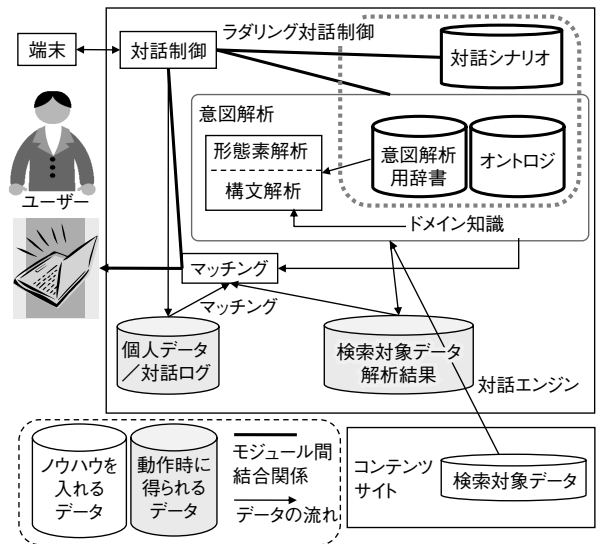 ラダリング対話制御
端末
対話制御
対話シナリオ
意図解析
形態素解析
構文解析
意図解析
用辞書
オントロジ
ユーザー
ドメイン知識
マッチング
マッチング
個人データ
／対話ログ
検索対象データ
解析結果
対話エンジン
ノウハウを
入れる
データ
動作時に
得られる
データ
モジュール間
結合関係
データの流れ
コンテンツ
サイト
検索対象データ